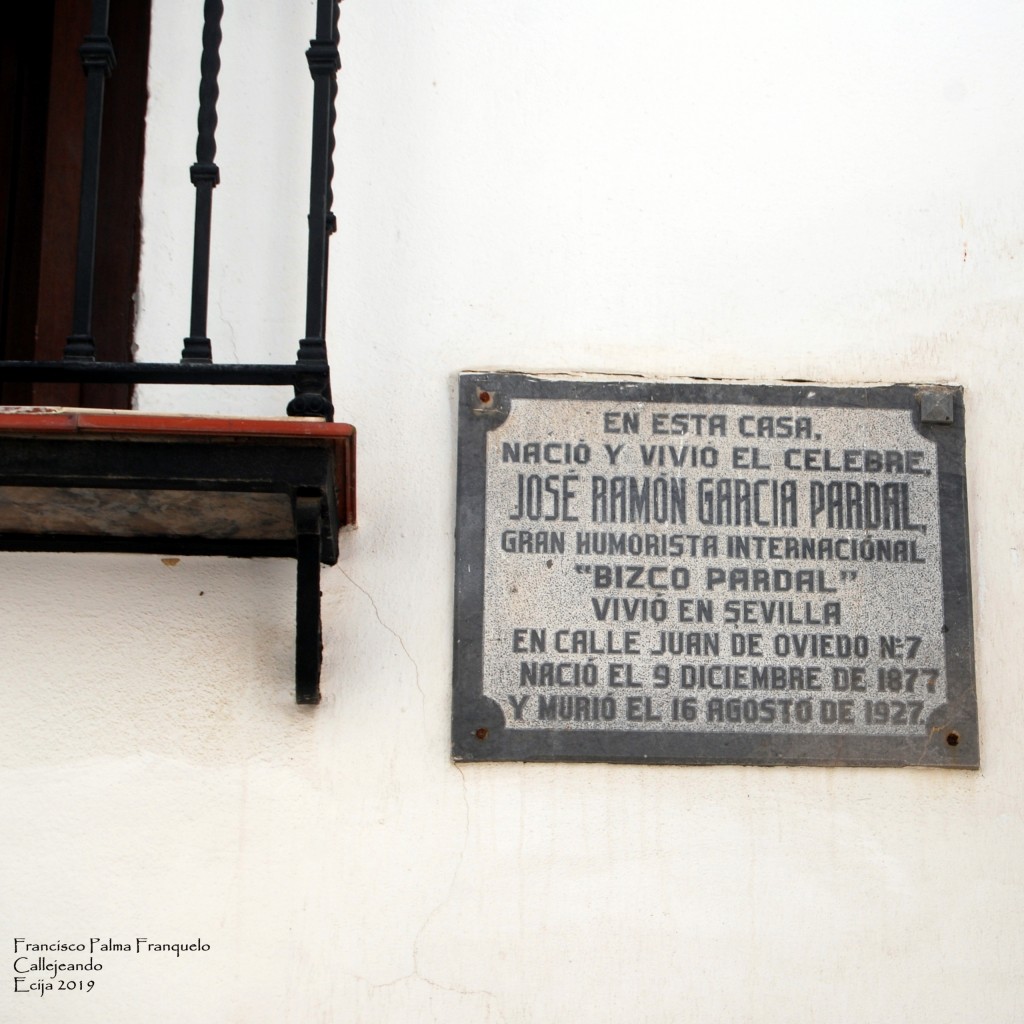 EN ESTA CASA,
NACIÓ Y VIVIÓ EL CELEBRE,
JOSÉ RAMÓN GARCIA PARDAL,
GRAN HUMORISTA INTERNACIÓNAL
"BIZCO PARDAL"
VIVIÓ EN SEVILLA
EN CALLE JUAN DE OVIEDO Nº7
NACIÓ EL 9 DICIEMBRE DE 1877
Y MURIÓ EL 16 AGOSTO DE 1927.
Francisco Palma Franquelo
Callejeando
Ecija 2019